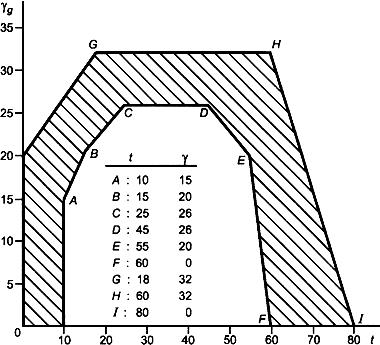 γg
35
G
H
30
C
D
25
B
20
E
t γ
A : 10 15
B : 15 20
C : 25 26
D : 45 26
E : 55 20
F : 60 0
G : 18 32
H : 60 32
I : 80 0
A
15
10
5
F
I
0
10 20 30 40 50 60 70 80 t